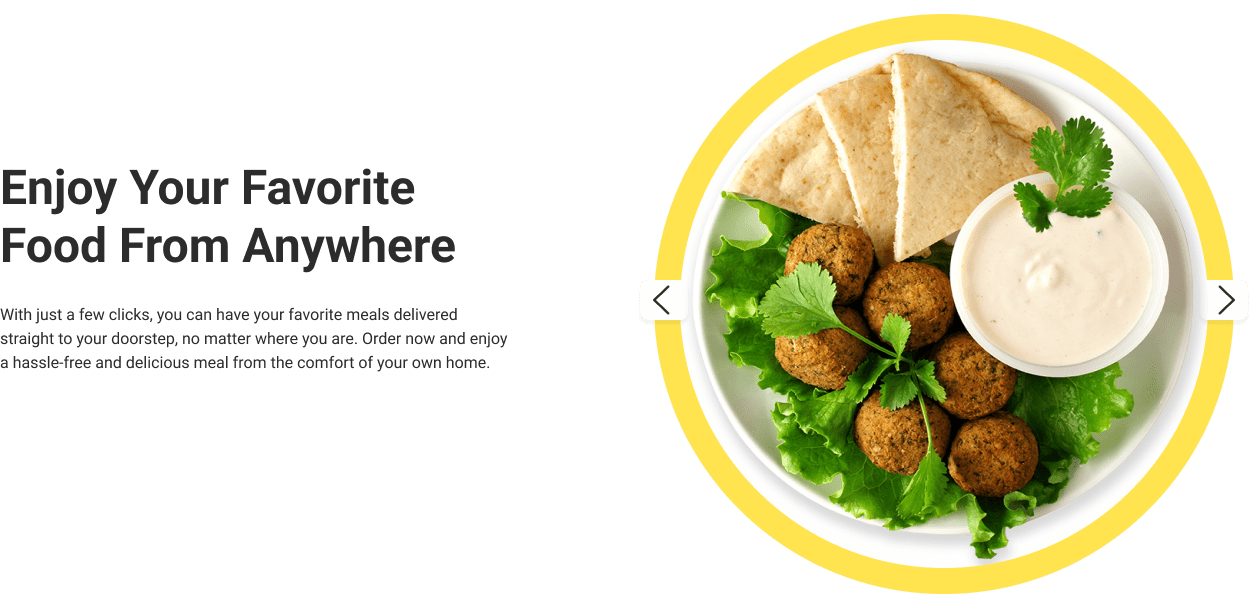 Enjoy Your Favorite
Food From Anywhere
With just a few clicks, you can have your favorite meals delivered
straight to your doorstep, no matter where you are. Order now and enjoy
a hassle-free and delicious meal from the comfort of your own home.